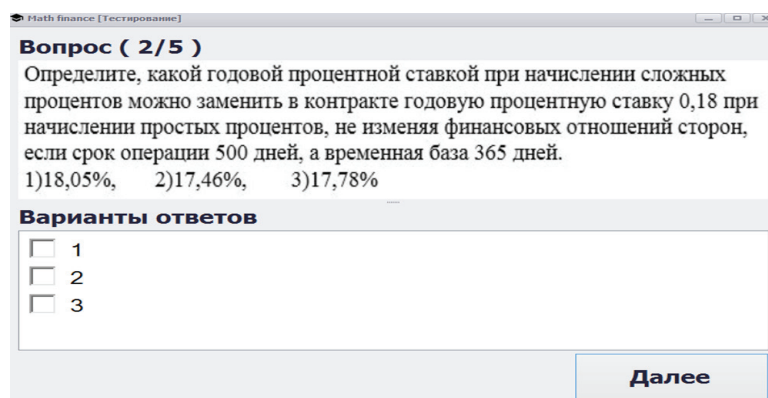 Math finance [Тестирование]
Вопрос ( 2/5 )
Определите, какой годовой процентной ставкой при начислении сложных
процентов можно заменить в контракте годовую процентную ставку 0,18 при
начислении простых процентов, не изменяя финансовых отношений сторон,
если срок операции 500 дней, а временная база 365 дней.
1)18,05%, 2)17,46%, 3)17,78%
Варианты ответов
1
2
3
Далее